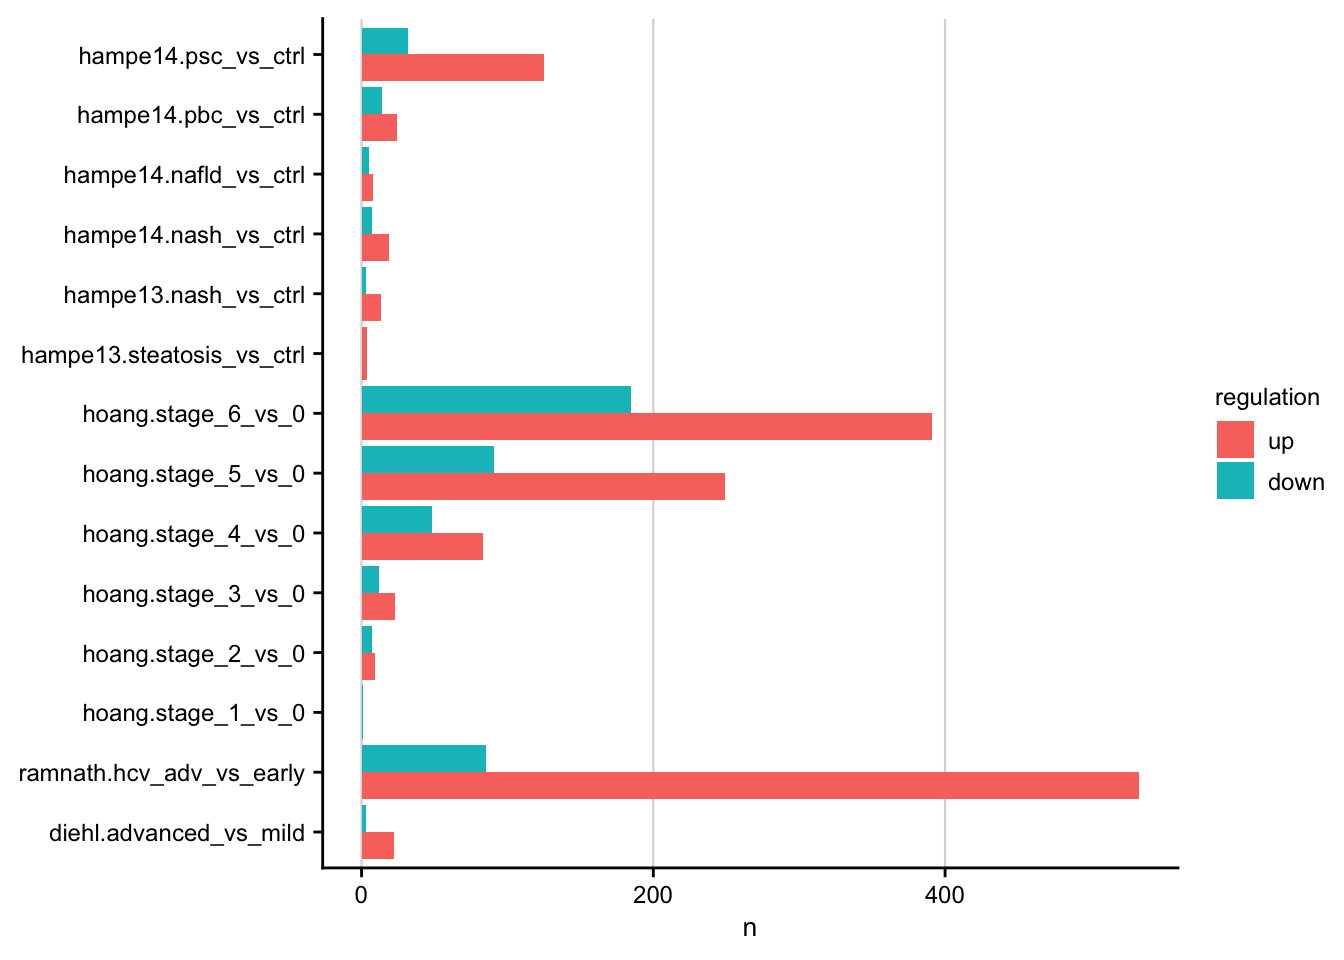 hampe14.psc_vs_ctrl
hampe14.pbc_vs_ctrl
hampe14.nafld_vs_ctrl
hampe14.nash_vs_ctrl
hampe13.nash_vs_ctrl
hampe13.steatosis_vs_ctrl
hoang.stage_6_vs_0
hoang.stage_5_vs_0
hoang.stage_4_vs_0
hoang.stage_3_vs_0
hoang.stage_2_vs_0
hoang.stage_1_vs_0
ramnath.hcv_adv_vs_early
diehl.advanced_vs_mild
0 200 400
n
regulation
up
down